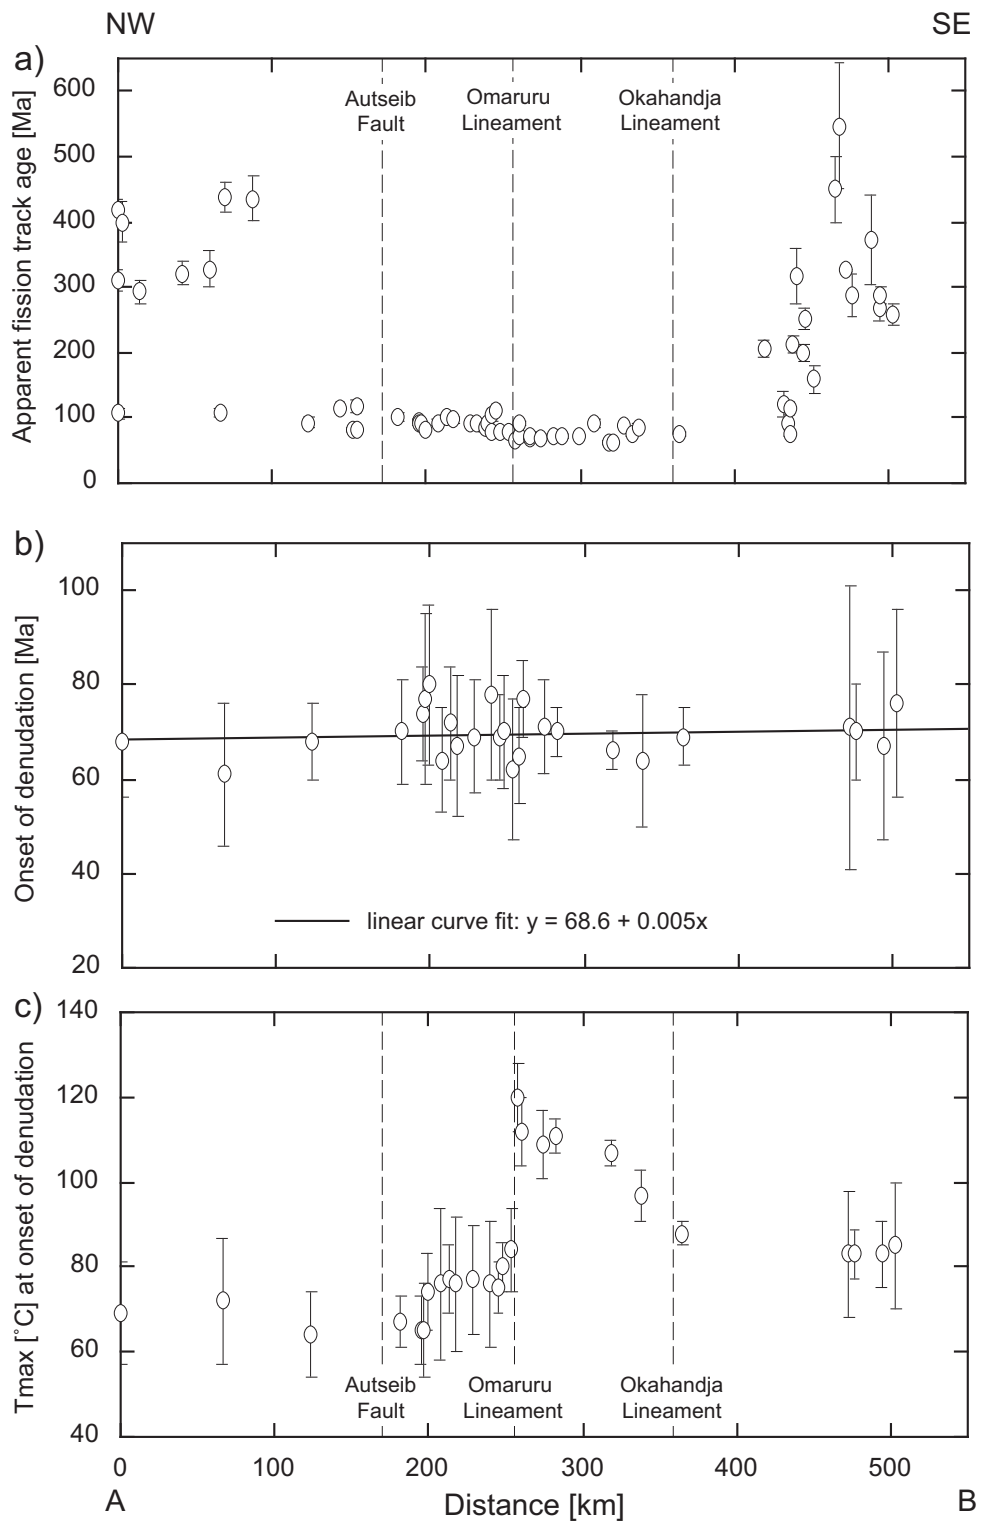 NW
SE
a)
Apparent fission track age [Ma]
600
500
400
300
200
100
0
Autseib
Fault
Omaruru
Lineament
Okahandja
Lineament
b)
Onset of denudation [Ma]
100
80
60
40
20
linear curve fit: y = 68.6 + 0.005x
c)
Tmax [˚C] at onset of denudation
140
120
100
80
60
40
Autseib
Fault
Omaruru
Lineament
Okahandja
Lineament
0
100
200
300
400
500
A
Distance [km]
B